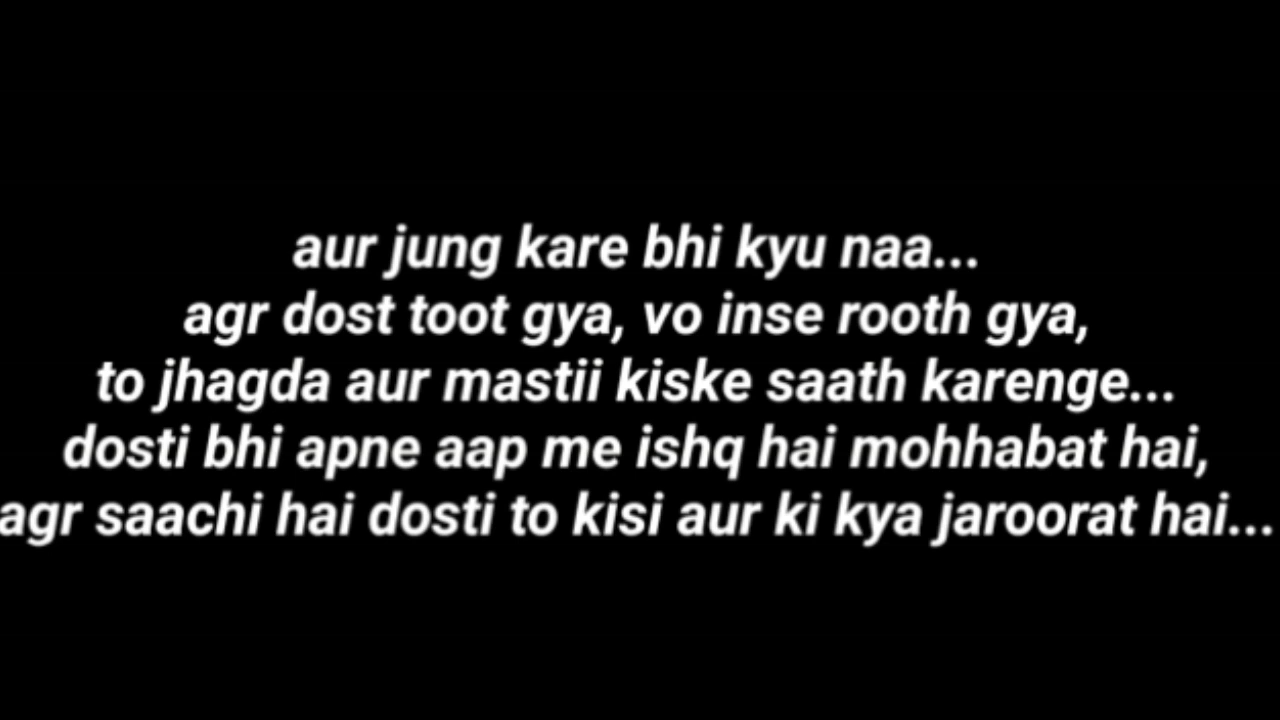 aur jung kare bhi kyu naa...
agr dost toot gya, vo inse rooth gya,
to jhagda aur mastii kiske saath karenge...
dosti bhi apne aap me ishq hai mohhabat hai,
agr saachi hai dosti to kisi aur ki kya jaroorat hai...